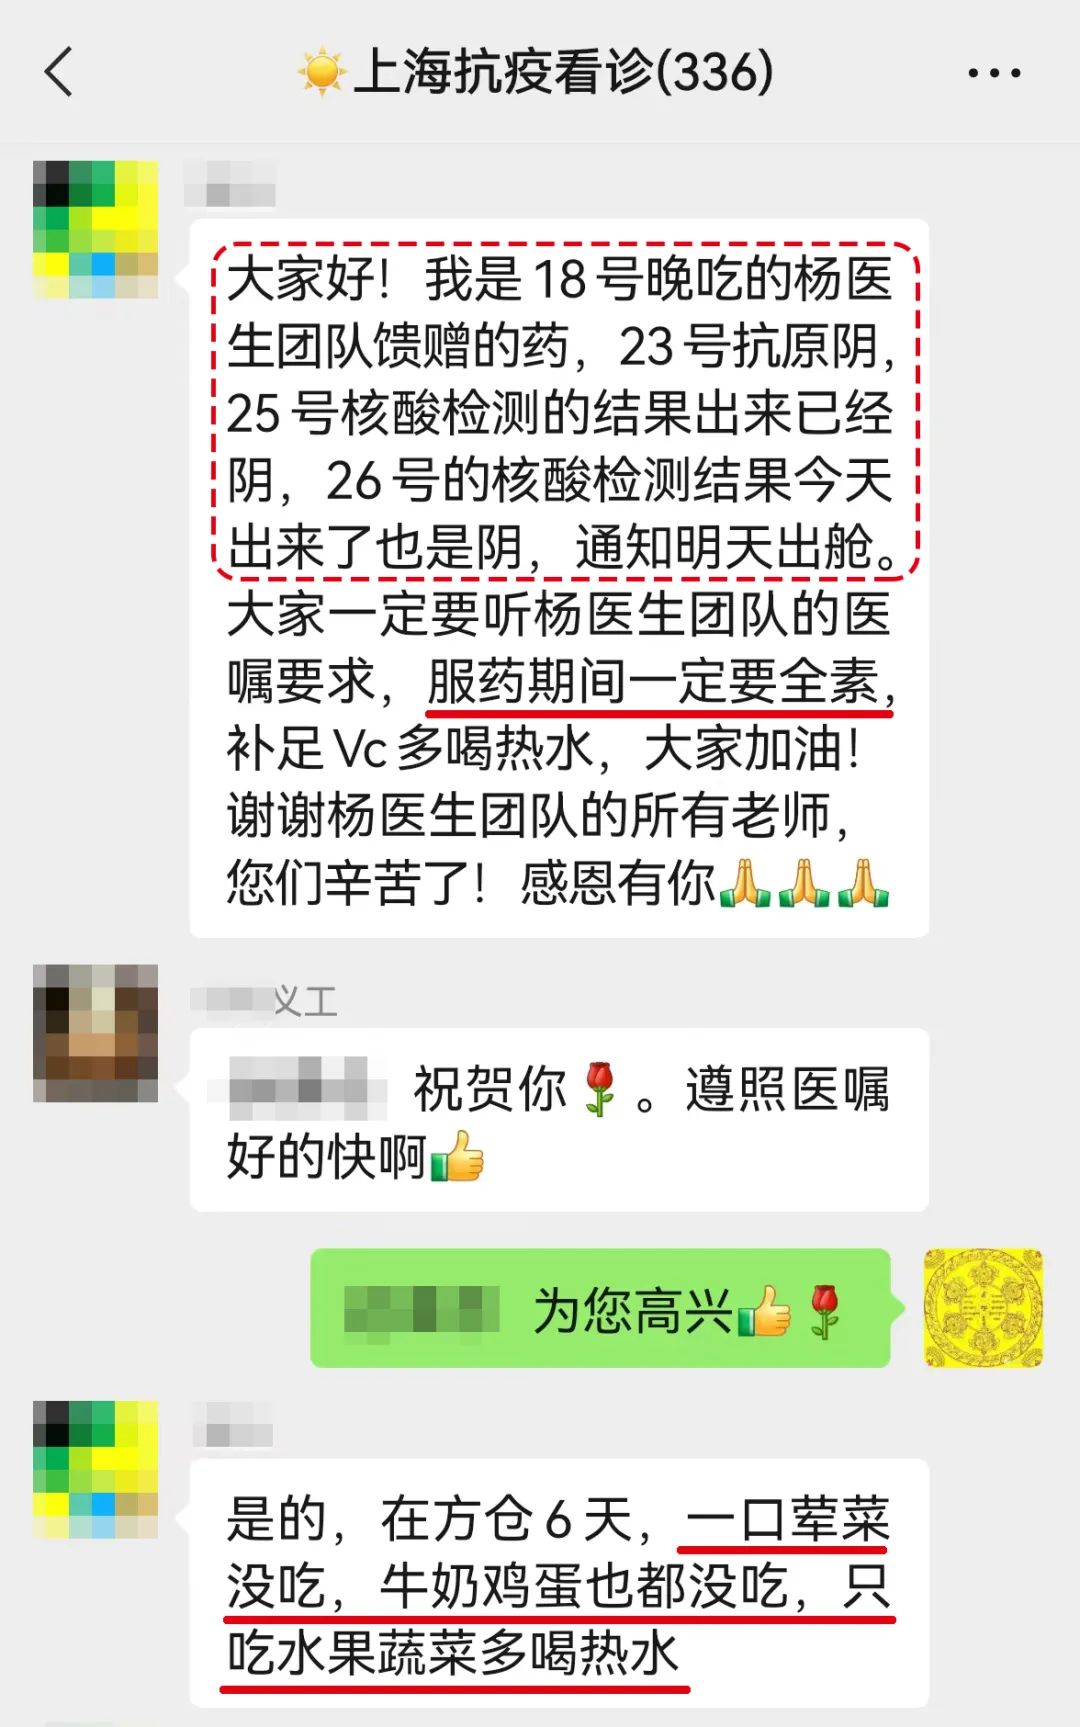 ☀️上海抗疫看诊(336)
大家好！我是18号晚吃的杨医
生团队馈赠的药，23号抗原阴，
25号核酸检测的结果出来已经
阴，26号的核酸检测结果今天
出来了也是阴，通知明天出舱。
大家一定要听杨医生团队的医
嘱要求，服药期间一定要全素，
补足Vc多喝热水，大家加油！
谢谢杨医生团队的所有老师，
您们辛苦了！感恩有你🙏🙏🙏
义工
祝贺你🌹。遵照医嘱
好的快啊👍
为您高兴👍🌹
是的，在方仓6天，一口荤菜
没吃，牛奶鸡蛋也都没吃，只
吃水果蔬菜多喝热水